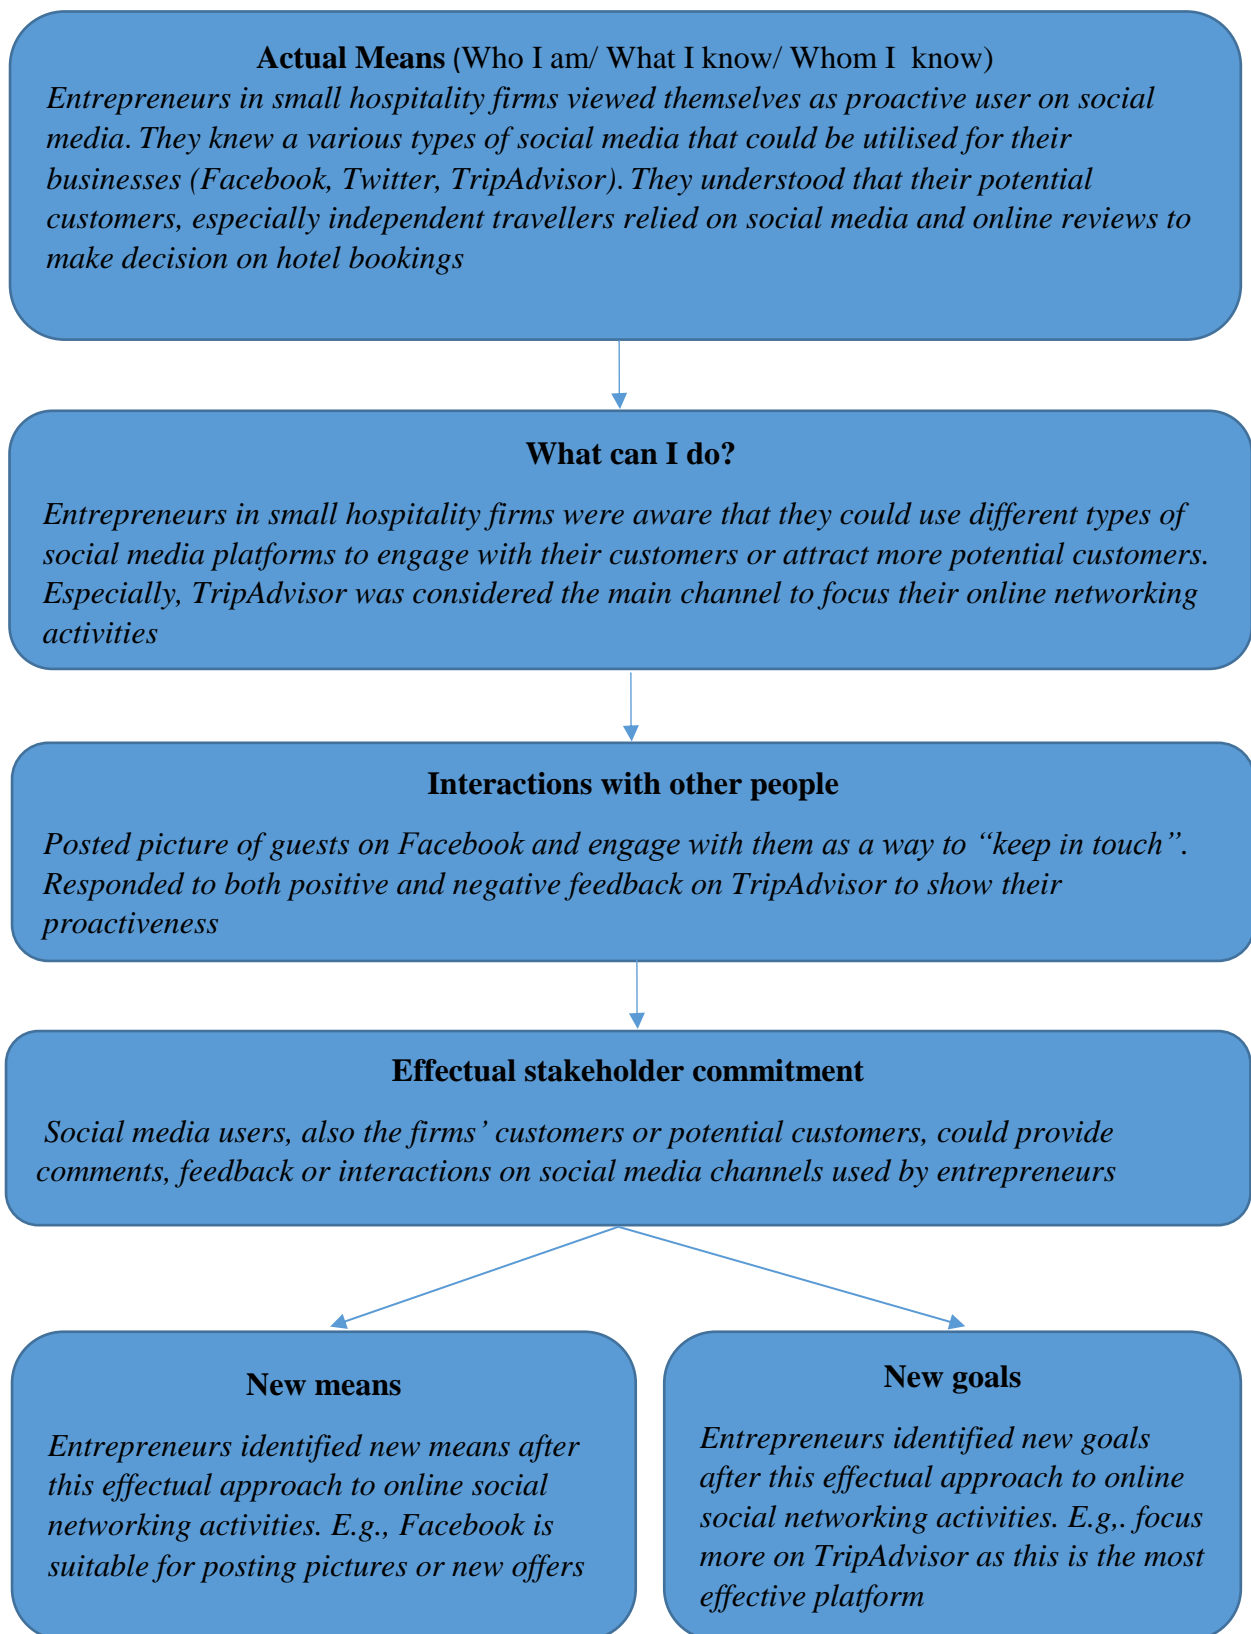 Actual Means (Who I am/ What I know/ Whom I know)
Entrepreneurs in small hospitality firms viewed themselves as proactive user on social
media. They knew a various types of social media that could be utilised for their
businesses (Facebook, Twitter, TripAdvisor). They understood that their potential
customers, especially independent travellers relied on social media and online reviews to
make decision on hotel bookings
What can I do?
Entrepreneurs in small hospitality firms were aware that they could use different types of
social media platforms to engage with their customers or attract more potential customers.
Especially, TripAdvisor was considered the main channel to focus their online networking
activities
Interactions with other people
Posted picture of guests on Facebook and engage with them as a way to “keep in touch”.
Responded to both positive and negative feedback on TripAdvisor to show their
proactiveness
Effectual stakeholder commitment
Social media users, also the firms’ customers or potential customers, could provide
comments, feedback or interactions on social media channels used by entrepreneurs
New means
Entrepreneurs identified new means after
this effectual approach to online social
networking activities. E.g., Facebook is
suitable for posting pictures or new offers
New goals
Entrepreneurs identified new goals
after this effectual approach to online
social networking activities. E.g,. focus
more on TripAdvisor as this is the most
effective platform